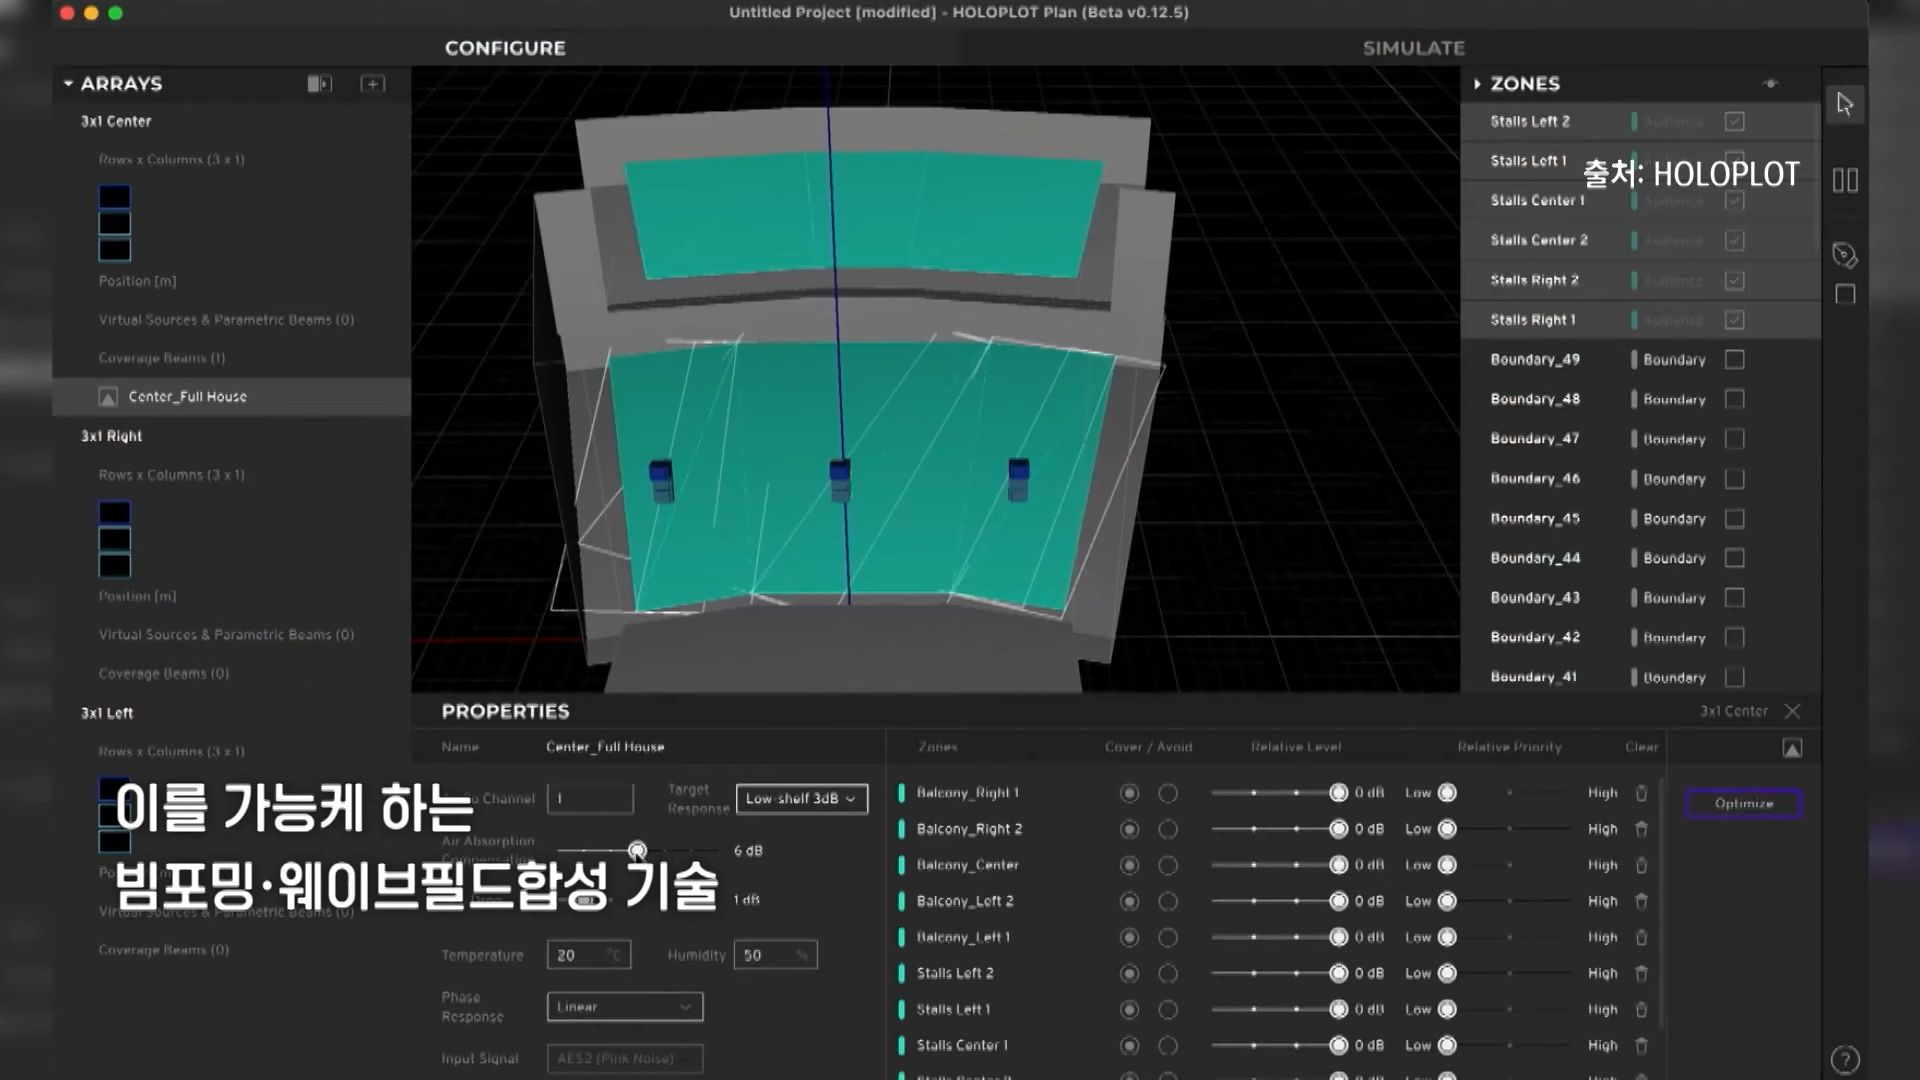 Untitled Project [modified] - HOLOPLOT Plan (Beta v0.12.5)
CONFIGURE
SIMULATE
ARRAYS
3x1 Center
Rows x Columns (3 x 1)
Position [m]
Virtual Sources & Parametric Beams (0)
Coverage Beams (1)
Center_Full House
3x1 Right
Rows x Columns (3 x 1)
Position [m]
Virtual Sources & Parametric Beams (0)
Coverage Beams (0)
3x1 Left
Rows x Columns (3 x 1)
Virtual Sources & Parametric Beams (0)
Coverage Beams (0)
이를 가능케 하는
빔포밍·웨이브필드합성 기술
ZONES
Stalls Left 2 Audience
Stalls Left 1
출처: HOLOPLOT
Stalls Center 1 Audience
Stalls Center 2 Audience
Stalls Right 2 Audience
Stalls Right 1 Audience
Boundary_49 Boundary
Boundary_48 Boundary
Boundary_47 Boundary
Boundary_46 Boundary
Boundary_45 Boundary
Boundary_44 Boundary
Boundary_43 Boundary
Boundary_42 Boundary
Boundary_41 Boundary
PROPERTIES
3x1 Center
Name Center_Full House
Channel 1
Target Response Low-shelf 3dB
Air Absorption
6 dB
1 dB
Temperature 20 °C Humidity 50 %
Phase Response Linear
Input Signal AES2 (Pink Noise)
Zones Cover / Avoid Relative Level Relative Priority Clear
Balcony_Right 1 0 dB Low High
Balcony_Right 2 0 dB Low High
Balcony_Center 0 dB Low High
Balcony_Left 2 0 dB Low High
Balcony_Left 1 0 dB Low High
Stalls Left 2 0 dB Low High
Stalls Left 1 0 dB Low High
Stalls Center 1 0 dB Low High
Optimize
?